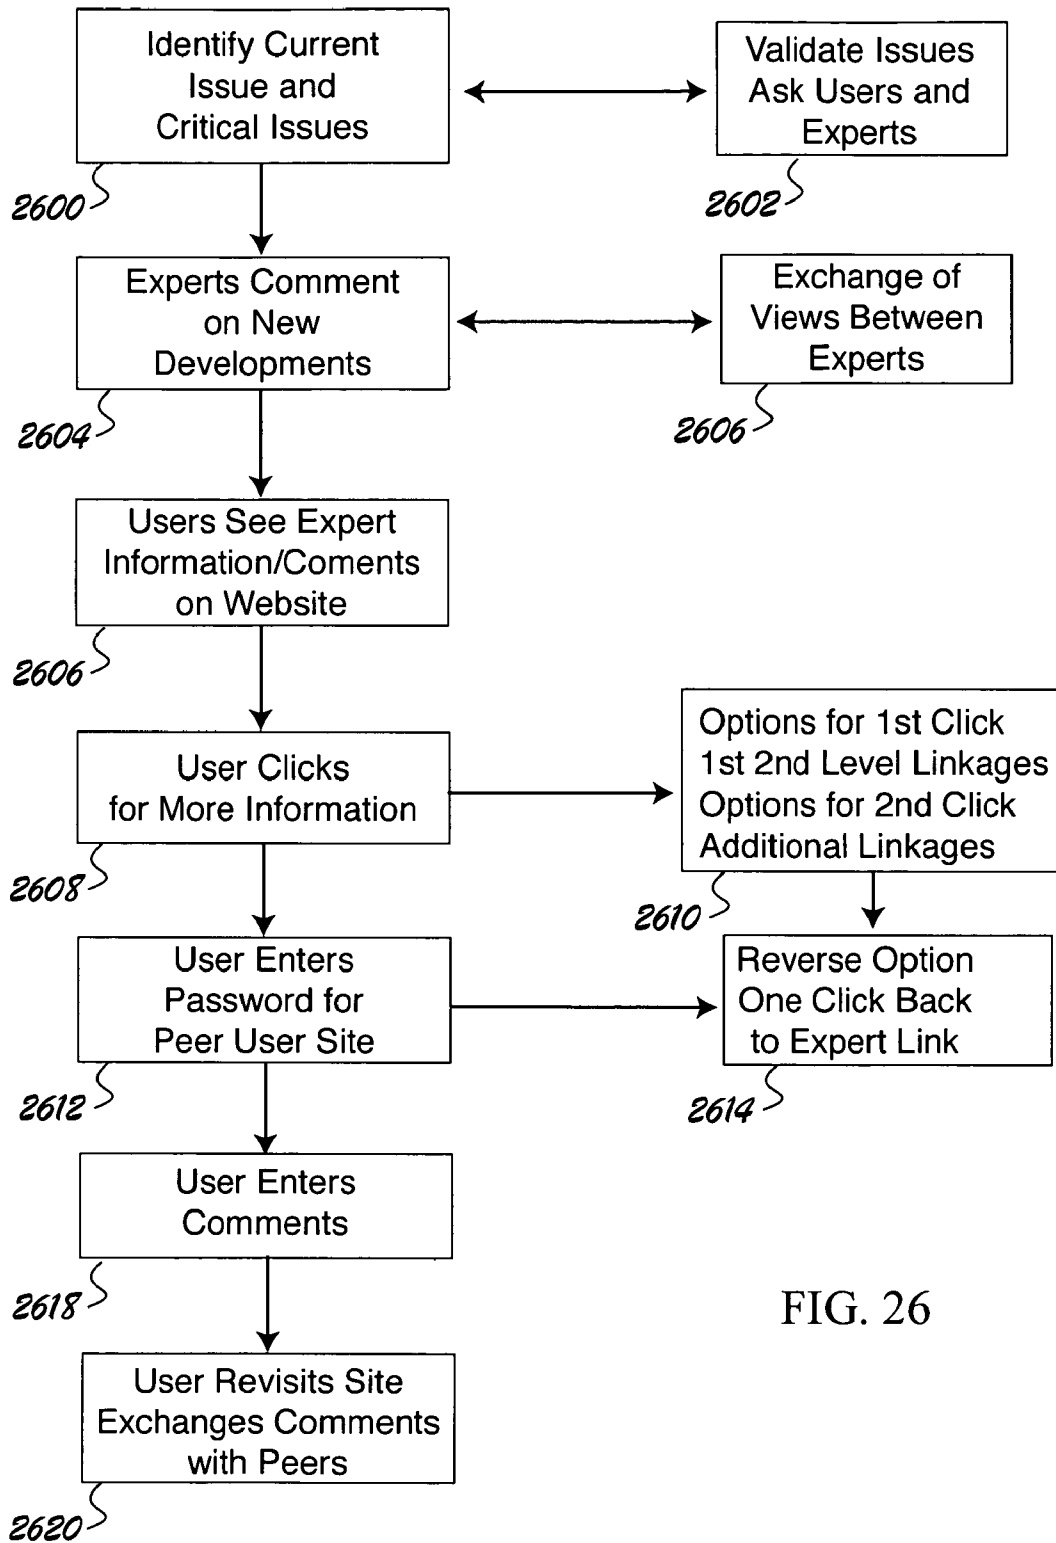 Identify Current
Issue and
Critical Issues
2600
Validate Issues
Ask Users and
Experts
2602
Experts Comment
on New
Developments
2604
Exchange of
Views Between
Experts
2606
Users See Expert
Information/Coments
on Website
2606
User Clicks
for More Information
2608
Options for 1st Click
1st 2nd Level Linkages
Options for 2nd Click
Additional Linkages
2610
User Enters
Password for
Peer User Site
2612
Reverse Option
One Click Back
to Expert Link
2614
User Enters
Comments
2618
User Revisits Site
Exchanges Comments
with Peers
2620
FIG. 26